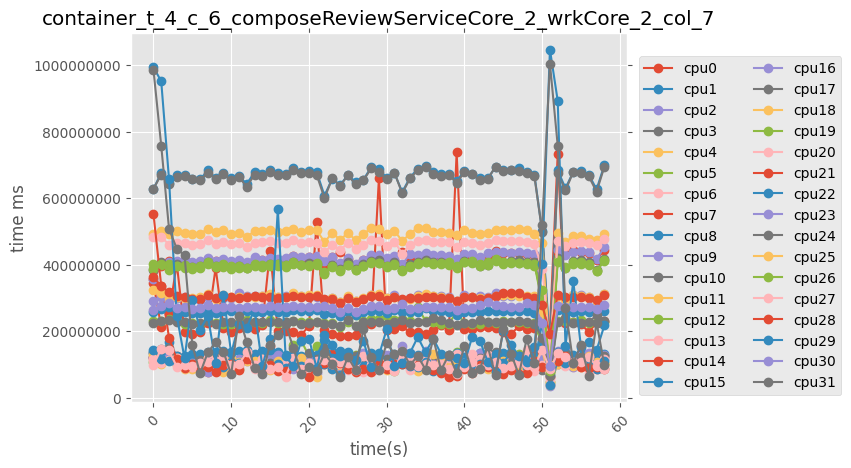 container_t_4_c_6_composeReviewServiceCore_2_wrkCore_2_col_7
1000000000
800000000
600000000
400000000
200000000
0
time ms
0
10
20
30
40
50
60
time(s)
cpu0
cpu1
cpu2
cpu3
cpu4
cpu5
cpu6
cpu7
cpu8
cpu9
cpu10
cpu11
cpu12
cpu13
cpu14
cpu15
cpu16
cpu17
cpu18
cpu19
cpu20
cpu21
cpu22
cpu23
cpu24
cpu25
cpu26
cpu27
cpu28
cpu29
cpu30
cpu31